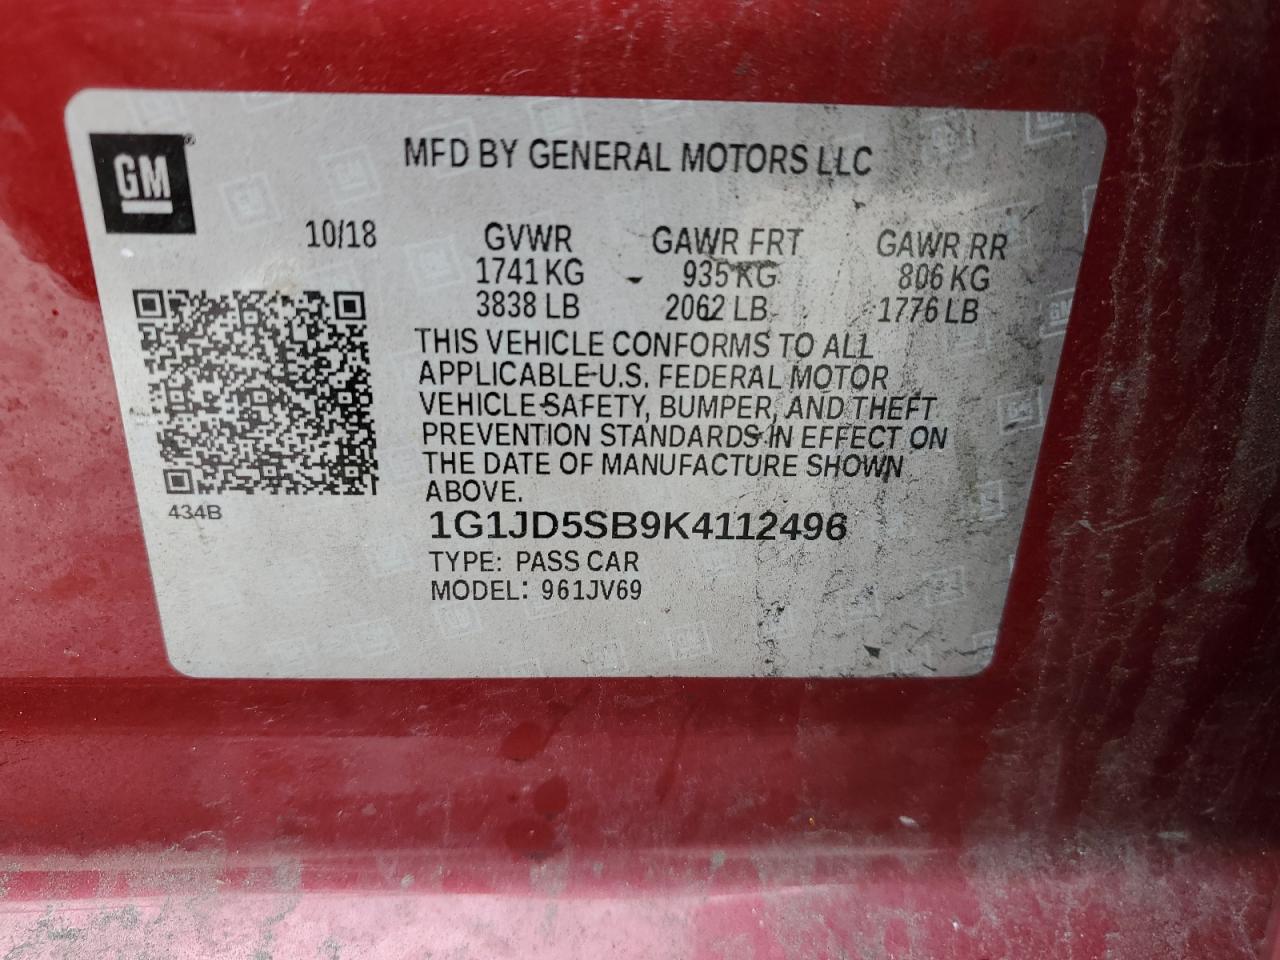 GM
MFD BY GENERAL MOTORS LLC
10/18
GVWR GAWR FRT GAWR RR
1741 KG 935 KG 806 KG
3838 LB 2062 LB 1776 LB
THIS VEHICLE CONFORMS TO ALL
APPLICABLE U.S. FEDERAL MOTOR
VEHICLE SAFETY, BUMPER, AND THEFT
PREVENTION STANDARDS IN EFFECT ON
THE DATE OF MANUFACTURE SHOWN
ABOVE.
434B
1G1JD5SB9K4112496
TYPE: PASS CAR
MODEL: 961JV69